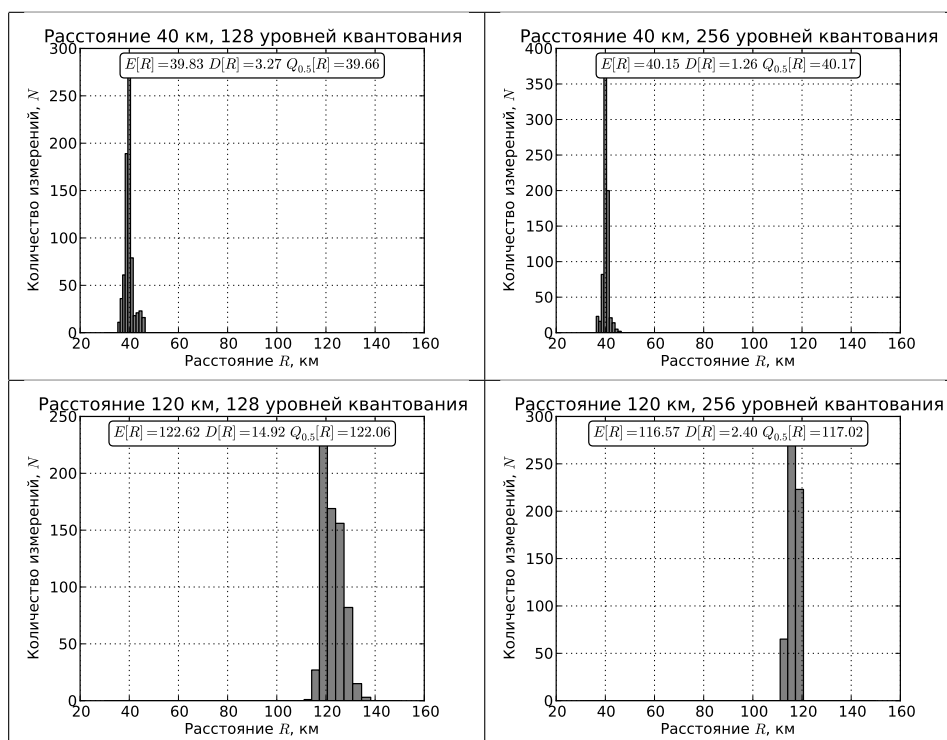 Расстояние 40 км, 128 уровней квантования
E[R]=39.83 D[R]=3.27 Q0.5[R]=39.66
300
250
200
150
100
50
0
Количество измерений, N
20 40 60 80 100 120 140 160
Расстояние R, км
Расстояние 40 км, 256 уровней квантования
E[R]=40.15 D[R]=1.26 Q0.5[R]=40.17
400
350
300
250
200
150
100
50
0
Количество измерений, N
20 40 60 80 100 120 140 160
Расстояние R, км
Расстояние 120 км, 128 уровней квантования
E[R]=122.62 D[R]=14.92 Q0.5[R]=122.06
250
200
150
100
50
0
Количество измерений, N
20 40 60 80 100 120 140 160
Расстояние R, км
Расстояние 120 км, 256 уровней квантования
E[R]=116.57 D[R]=2.40 Q0.5[R]=117.02
300
250
200
150
100
50
0
Количество измерений, N
20 40 60 80 100 120 140 160
Расстояние R, км